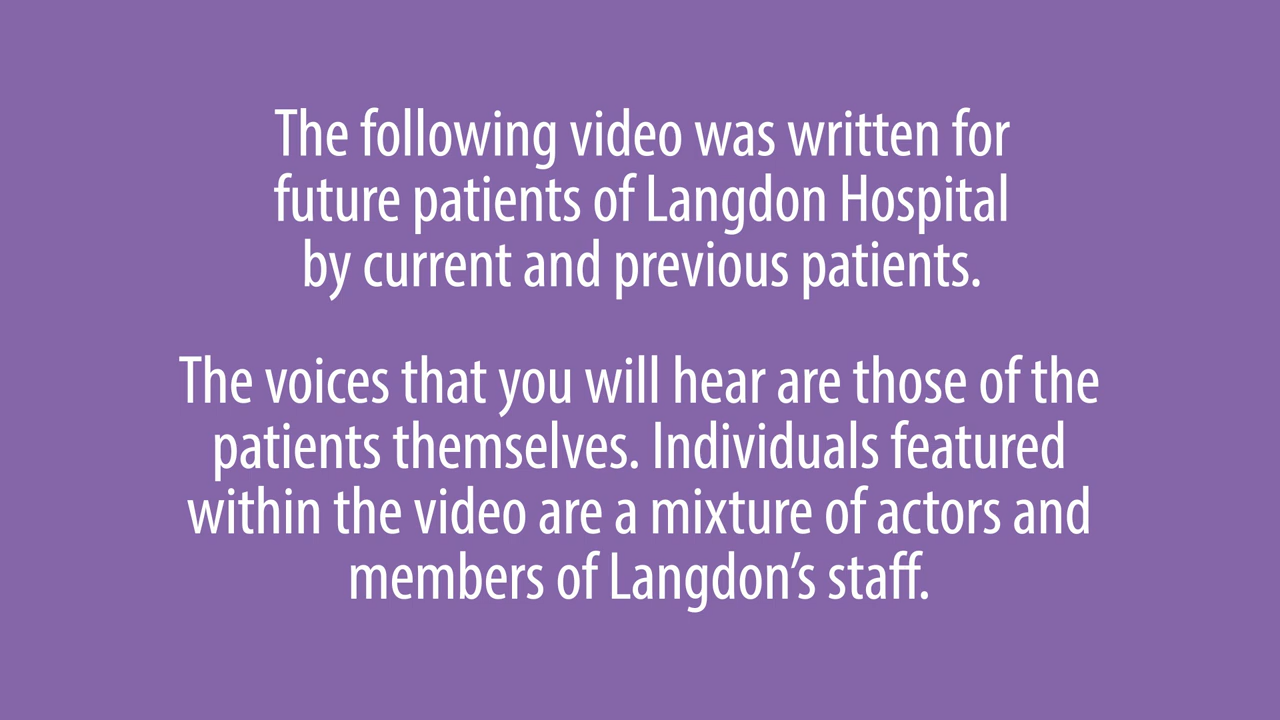 The following video was written for
future patients of Langdon Hospital
by current and previous patients.
The voices that you will hear are those of the
patients themselves. Individuals featured
within the video are a mixture of actors and
members of Langdon’s staff.